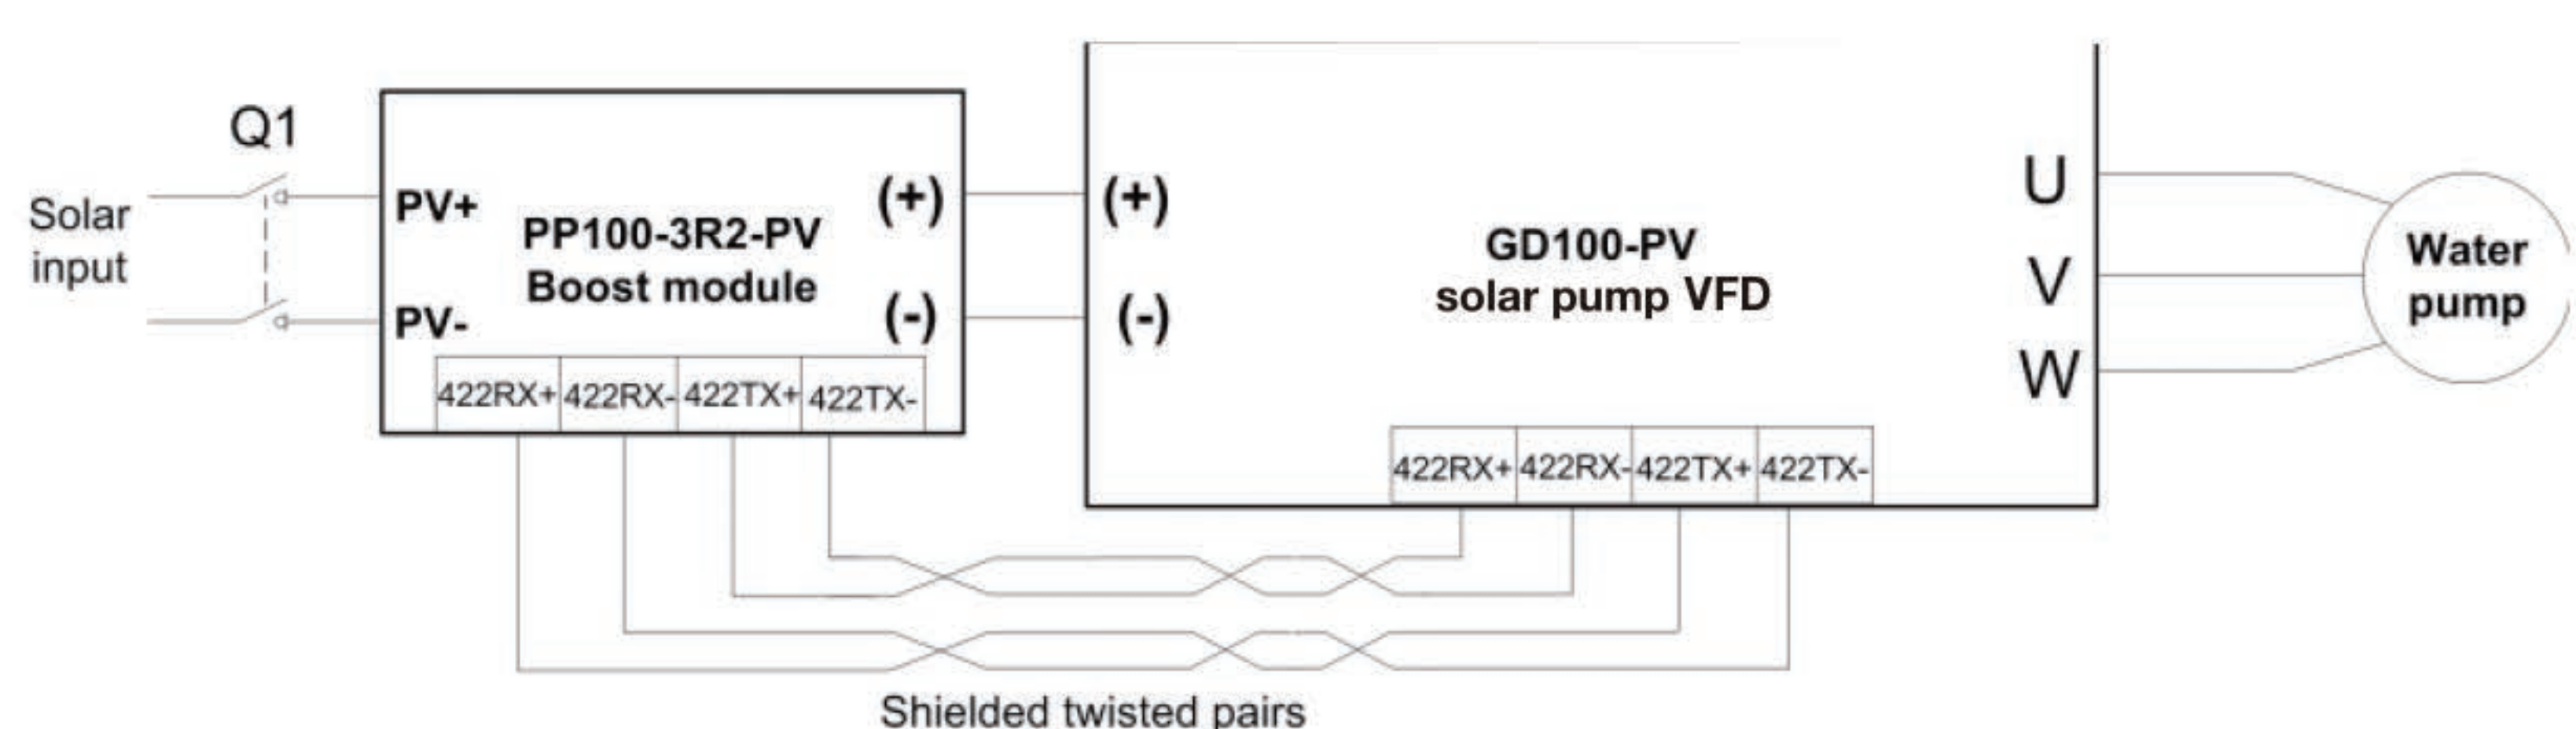 Q1
Solar
input
PV+
PV-
PP100-3R2-PV
Boost module
(+)
(-)
422RX+ 422RX- 422TX+ 422TX-
(+)
(-)
GD100-PV
solar pump VFD
U
V
W
422RX+ 422RX- 422TX+ 422TX-
Water
pump
Shielded twisted pairs